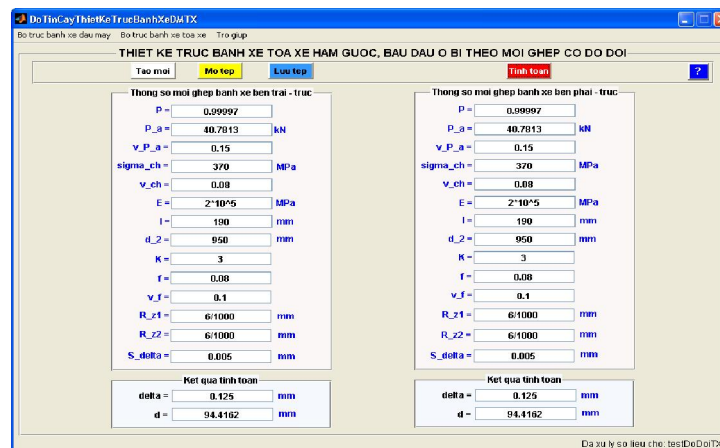 DoTinCayThietKeTrucBanhXeDMTX
Bo truc banh xe dau may Bo truc banh xe toa xe Tro giup
THIET KE TRUC BANH XE TOA XE HAM GUOC, BAU DAU O BI THEO MOI GHEP CO DO DOI
Tao moi Mo tep Luu tep Tinh toan ?
Thong so moi ghep banh xe ben trai - truc
P = 0.99997
P_a = 40.7813 kN
v_P_a = 0.15
sigma_ch = 370 MPa
v_ch = 0.08
E = 2*10^5 MPa
l = 190 mm
d_2 = 950 mm
K = 3
f = 0.08
v_f = 0.1
R_z1 = 6/1000 mm
R_z2 = 6/1000 mm
S_delta = 0.005 mm
Ket qua tinh toan
delta = 0.125 mm
d = 94.4162 mm
Thong so moi ghep banh xe ben phai - truc
P = 0.99997
P_a = 40.7813 kN
v_P_a = 0.15
sigma_ch = 370 MPa
v_ch = 0.08
E = 2*10^5 MPa
l = 190 mm
d_2 = 950 mm
K = 3
f = 0.08
v_f = 0.1
R_z1 = 6/1000 mm
R_z2 = 6/1000 mm
S_delta = 0.005 mm
Ket qua tinh toan
delta = 0.125 mm
d = 94.4162 mm
Da xu ly so lieu cho: testDoDoiTX